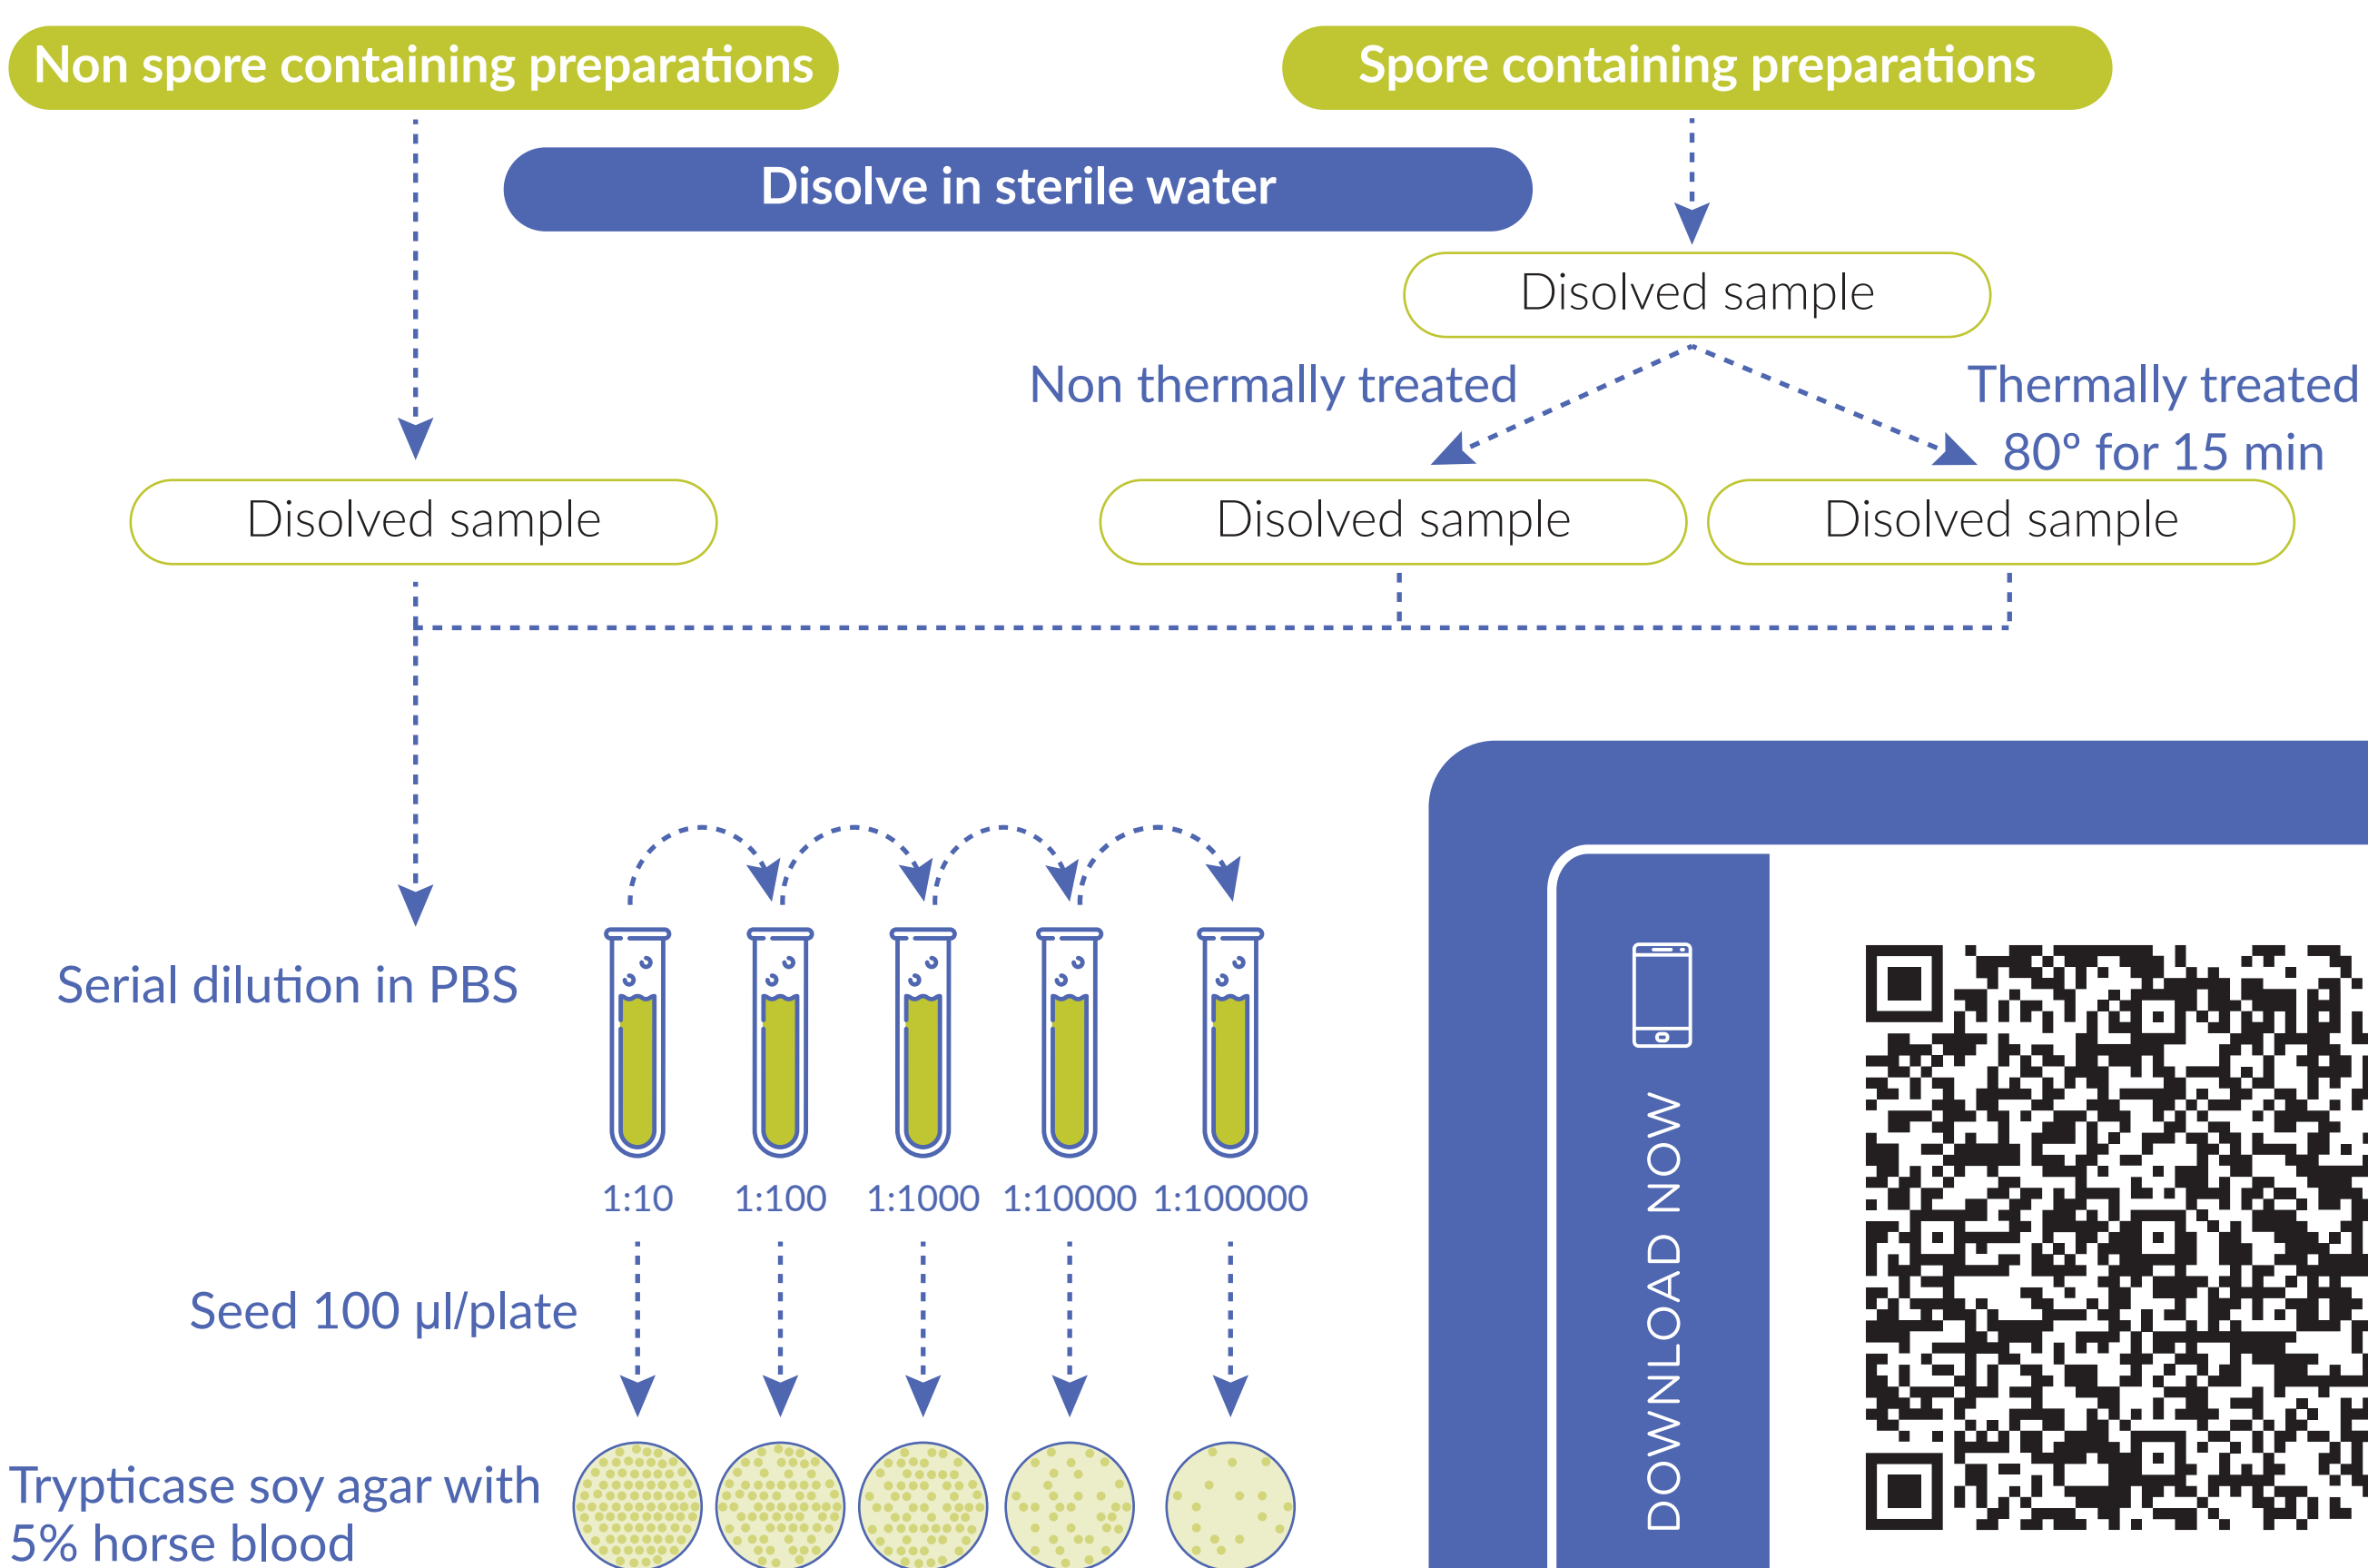 Non spore containing preparations
Spore containing preparations
Disolve in sterile water
Disolved sample
Non thermally treated
Thermally treated
80º for 15 min
Disolved sample
Disolved sample
Disolved sample
Serial dilution in PBS
1:10
1:100
1:1000
1:10000
1:100000
Seed 100 µl/plate
Trypticase soy agar with
5% horse blood
DOWNLOAD NOW